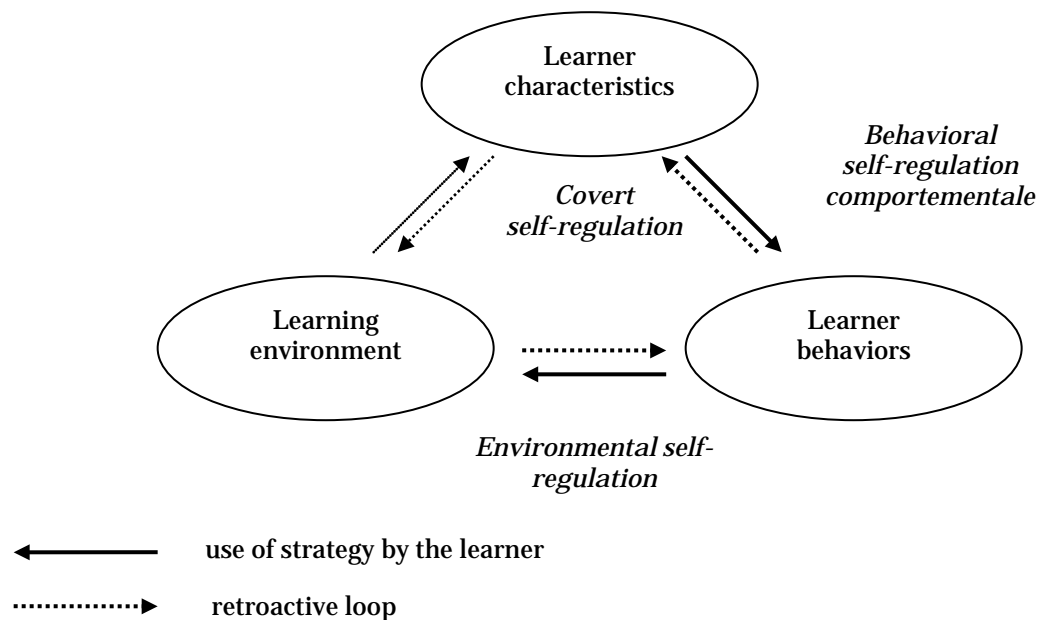 Learner
characteristics
Behavioral
self-regulation
comportementale
Covert
self-regulation
Learning
environment
Learner
behaviors
Environmental self-
regulation
use of strategy by the learner
retroactive loop